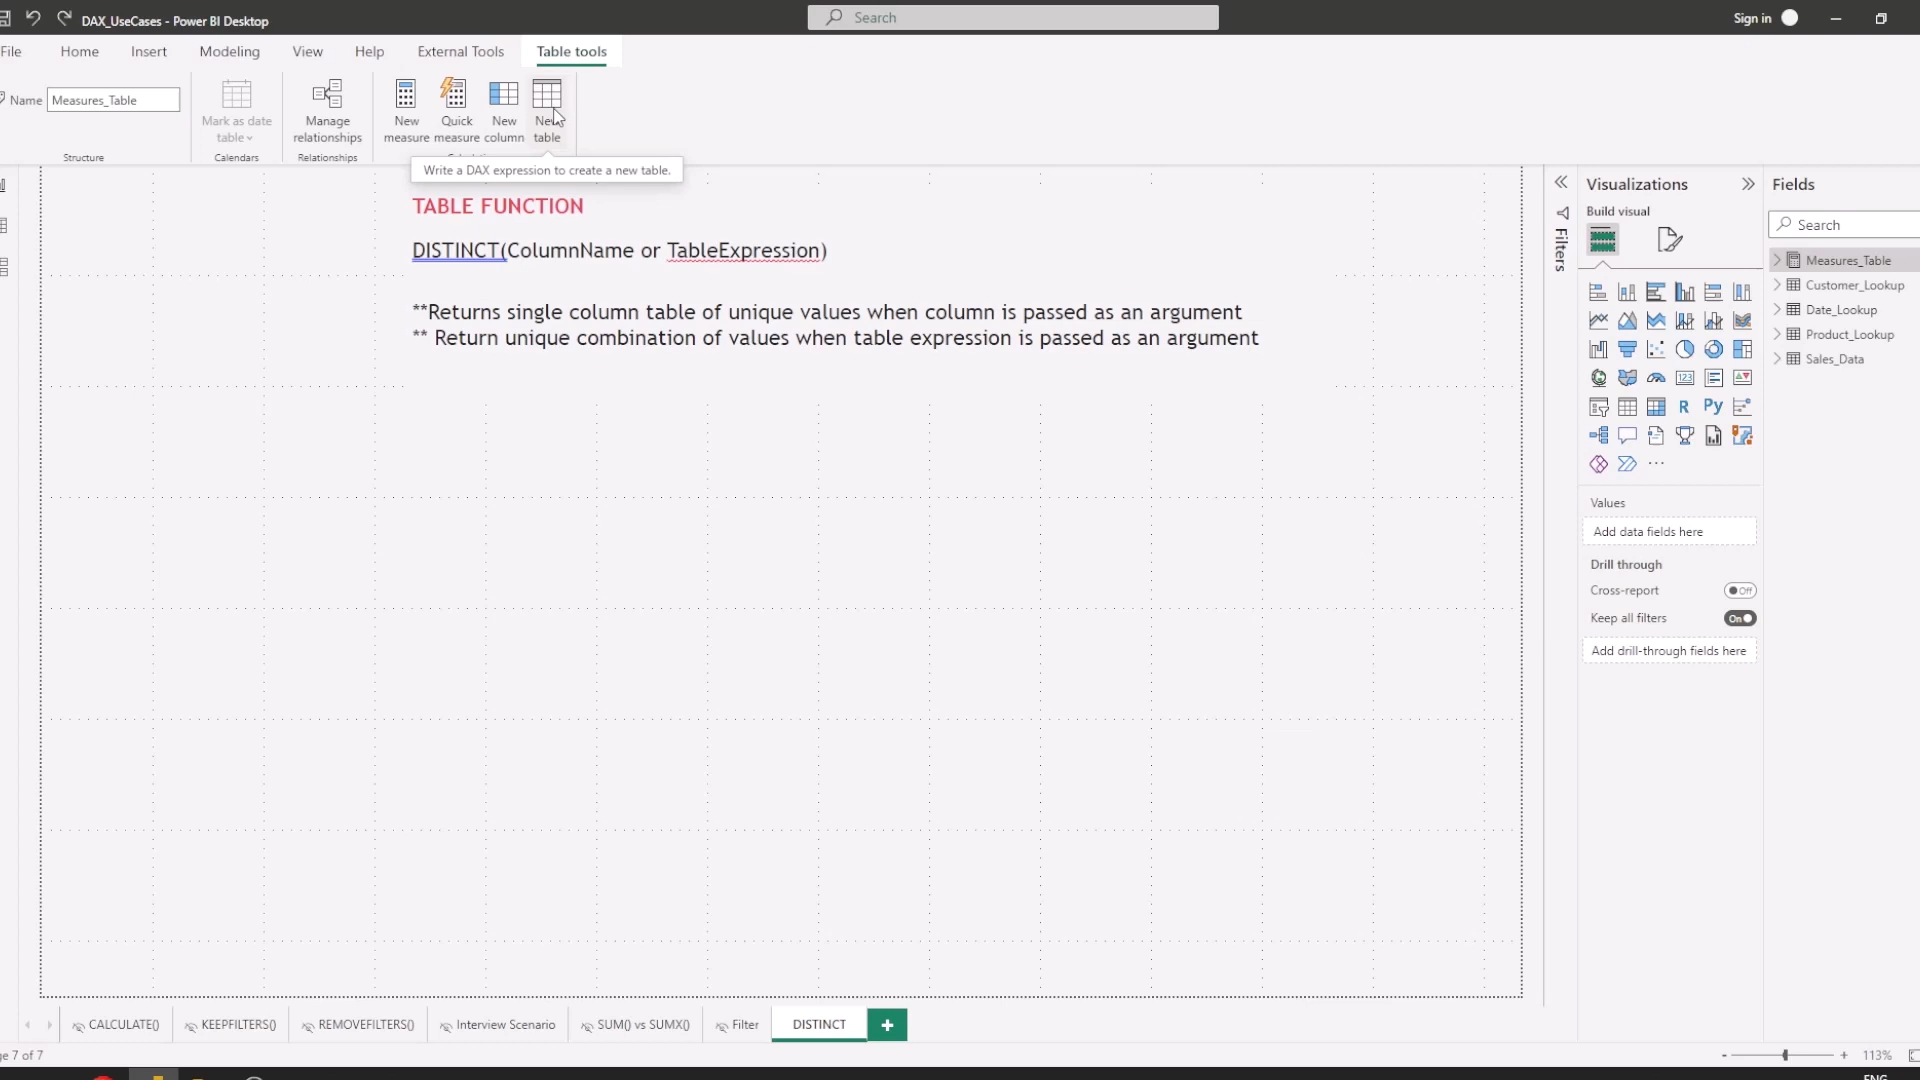 DAX_UseCases - Power BI Desktop
Search
Sign in
File
Home
Insert
Modeling
View
Help
External Tools
Table tools
Name
Measures_Table
Mark as date
table
Manage
relationships
New
measure
Quick
measure
New
column
New
table
Structure
Calendars
Relationships
Write a DAX expression to create a new table.
TABLE FUNCTION
DISTINCT(ColumnName or TableExpression)
**Returns single column table of unique values when column is passed as an argument
** Return unique combination of values when table expression is passed as an argument
Filters
Visualizations
Build visual
123
R
Py
Values
Add data fields here
Drill through
Cross-report
Off
Keep all filters
On
Add drill-through fields here
Fields
Search
Measures_Table
Customer_Lookup
Date_Lookup
Product_Lookup
Sales_Data
CALCULATE()
KEEPFILTERS()
REMOVEFILTERS()
Interview Scenario
SUM() vs SUMX()
Filter
DISTINCT
+
ge 7 of 7
- + 113%
ENG